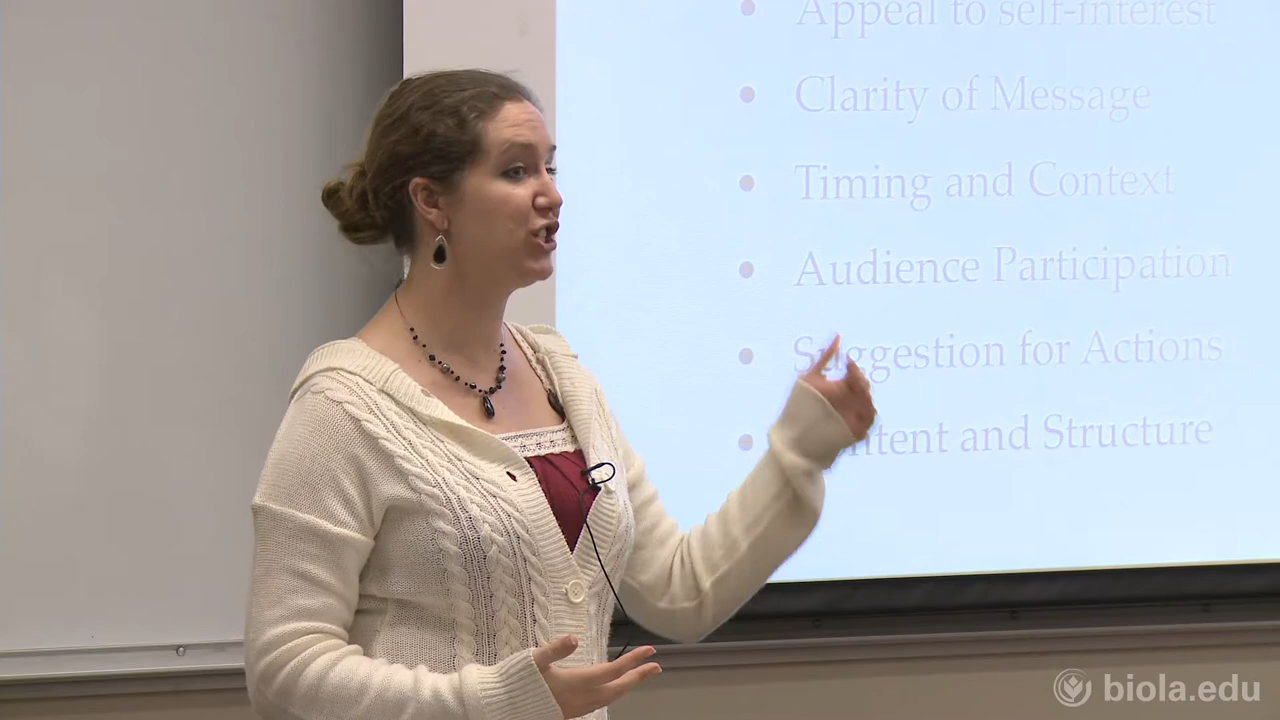 Appeal to self-interest
Clarity of Message
Timing and Context
Audience Participation
Suggestion for Actions
Content and Structure
biola.edu